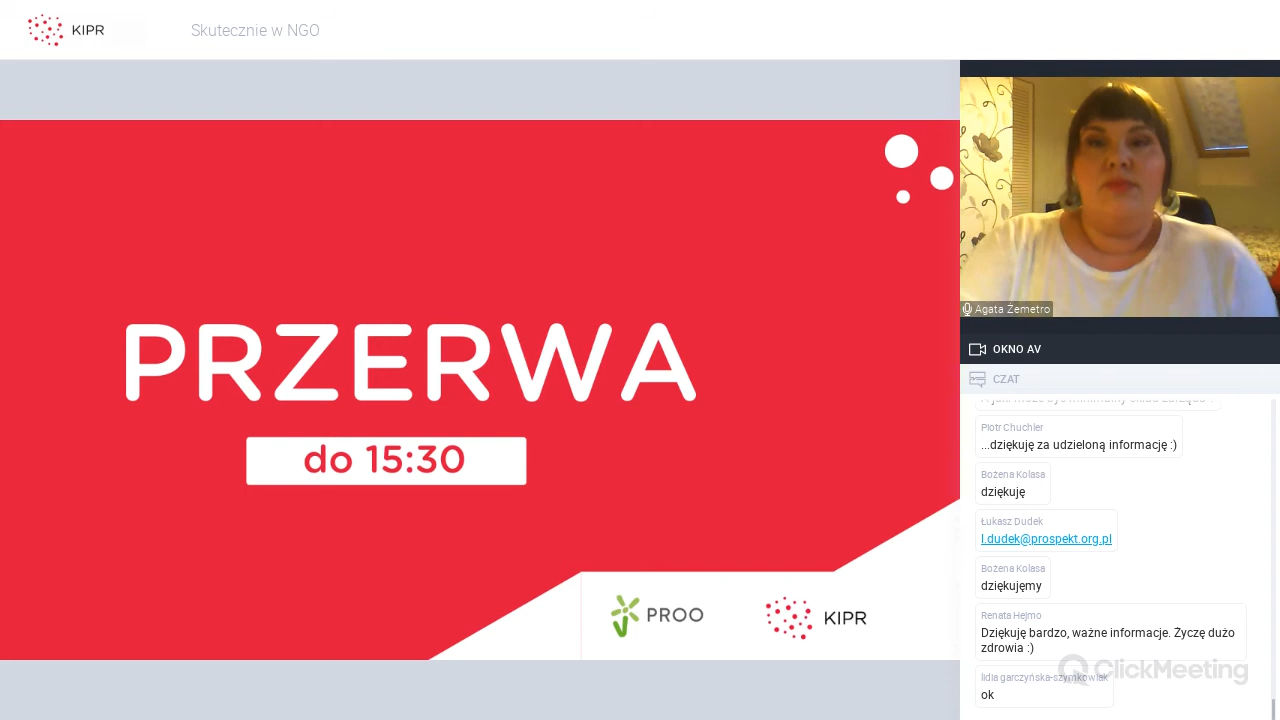 KIPR
Skutecznie w NGO
PRZERWA
do 15:30
PROO
KIPR
Agata Żemetro
OKNO AV
CZAT
Piotr Chuchler
...dziękuję za udzieloną informację :)
Bożena Kolasa
dziękuję
Łukasz Dudek
l.dudek@prospekt.org.pl
Bożena Kolasa
dziękujęmy
Renata Hejmo
Dziękuję bardzo, ważne informacje. Życzę dużo
zdrowia :)
lidia garczyńska-szymkowiak
ok
ClickMeeting